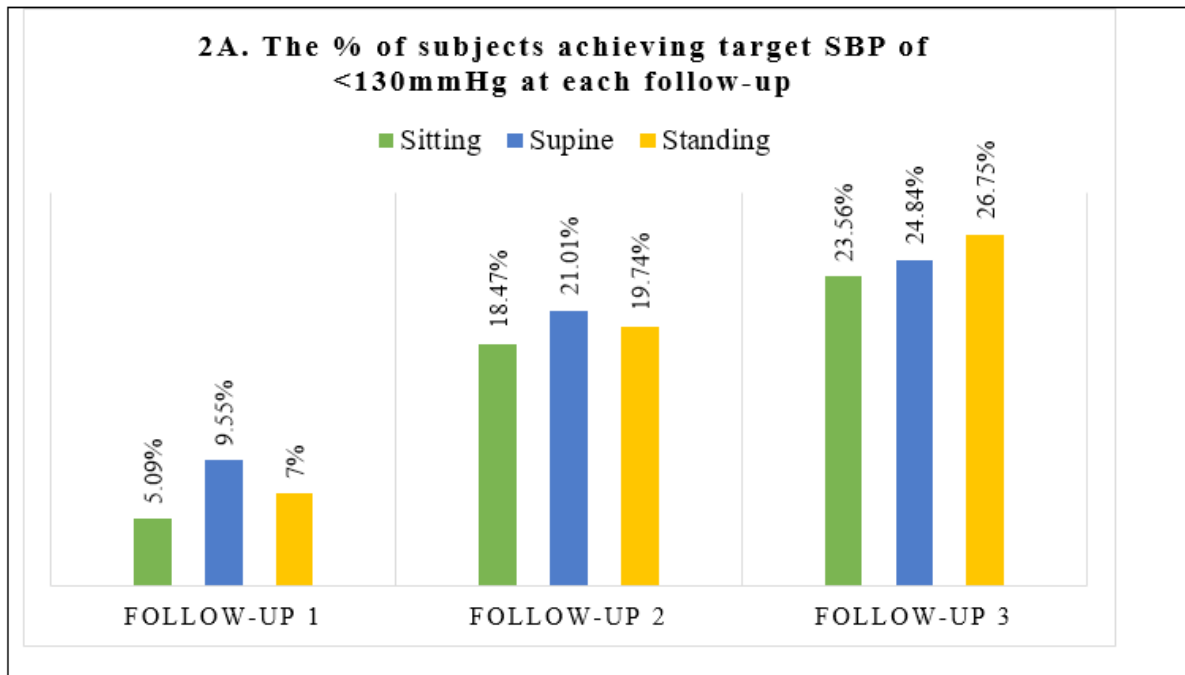 2A. The % of subjects achieving target SBP of
<130mmHg at each follow-up
Sitting Supine Standing
5.09%
9.55%
7%
18.47%
21.01%
19.74%
23.56%
24.84%
26.75%
FOLLOW-UP 1
FOLLOW-UP 2
FOLLOW-UP 3